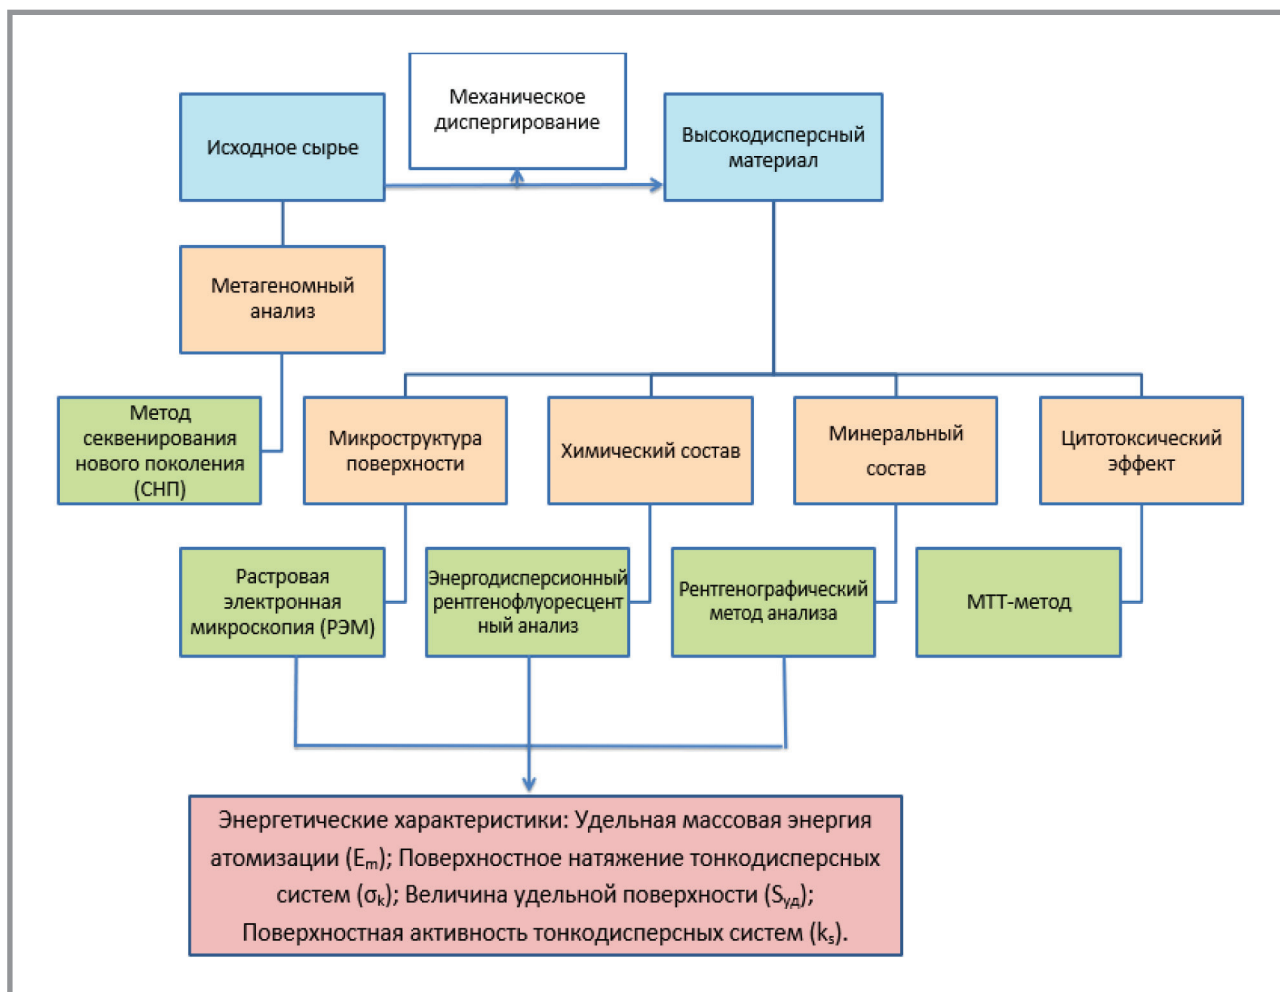 Механическое
диспергирование
Исходное сырье
Высокодисперсный
материал
Метагеномный
анализ
Метод
секвенирования
нового поколения
(СНП)
Микроструктура
поверхности
Химический состав
Минеральный
состав
Цитотоксический
эффект
Растровая
электронная
микроскопия (РЭМ)
Энергодисперсионный
рентгенофлуоресцент
ный анализ
Рентгенографический
метод анализа
МТТ-метод
Энергетические характеристики: Удельная массовая энергия
атомизации (Eₘ); Поверхностное натяжение тонкодисперсных
систем (σₖ); Величина удельной поверхности (Sуд);
Поверхностная активность тонкодисперсных систем (kₛ).